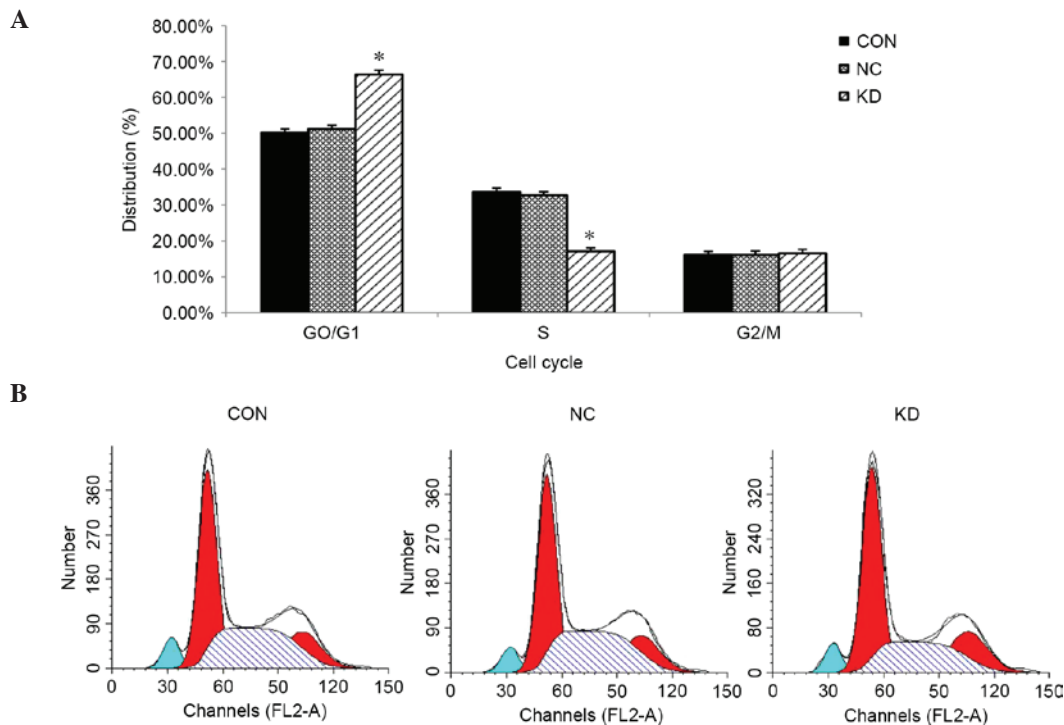 A
80.00%
70.00%
60.00%
50.00%
40.00%
30.00%
20.00%
10.00%
0.00%
Distribution (%)
*
*
CON
NC
KD
GO/G1 S G2/M
Cell cycle
B
CON NC KD
Number
360
270
180
90
0
0 30 60 50 120 150
Channels (FL2-A)
Number
360
270
180
90
0
0 30 60 50 120 150
Channels (FL2-A)
Number
320
240
160
80
0
0 30 60 50 120 150
Channels (FL2-A)